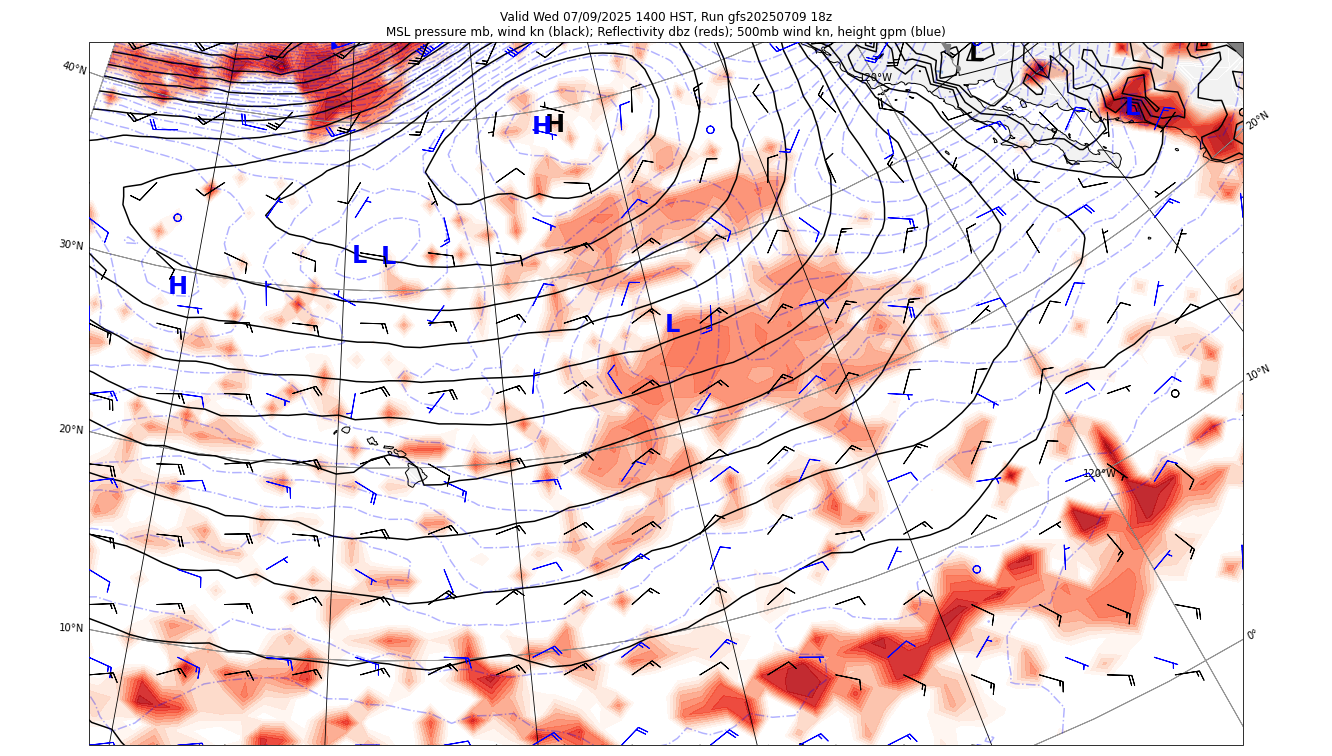 Valid Wed 07/09/2025 1400 HST, Run gfs20250709 18z
MSL pressure mb, wind kn (black); Reflectivity dbz (reds); 500mb wind kn, height gpm (blue)
L
L
40°N
120°W
L
20°N
H
H
30°N
L
L
H
L
10°N
20°N
120°W
10°N
0°